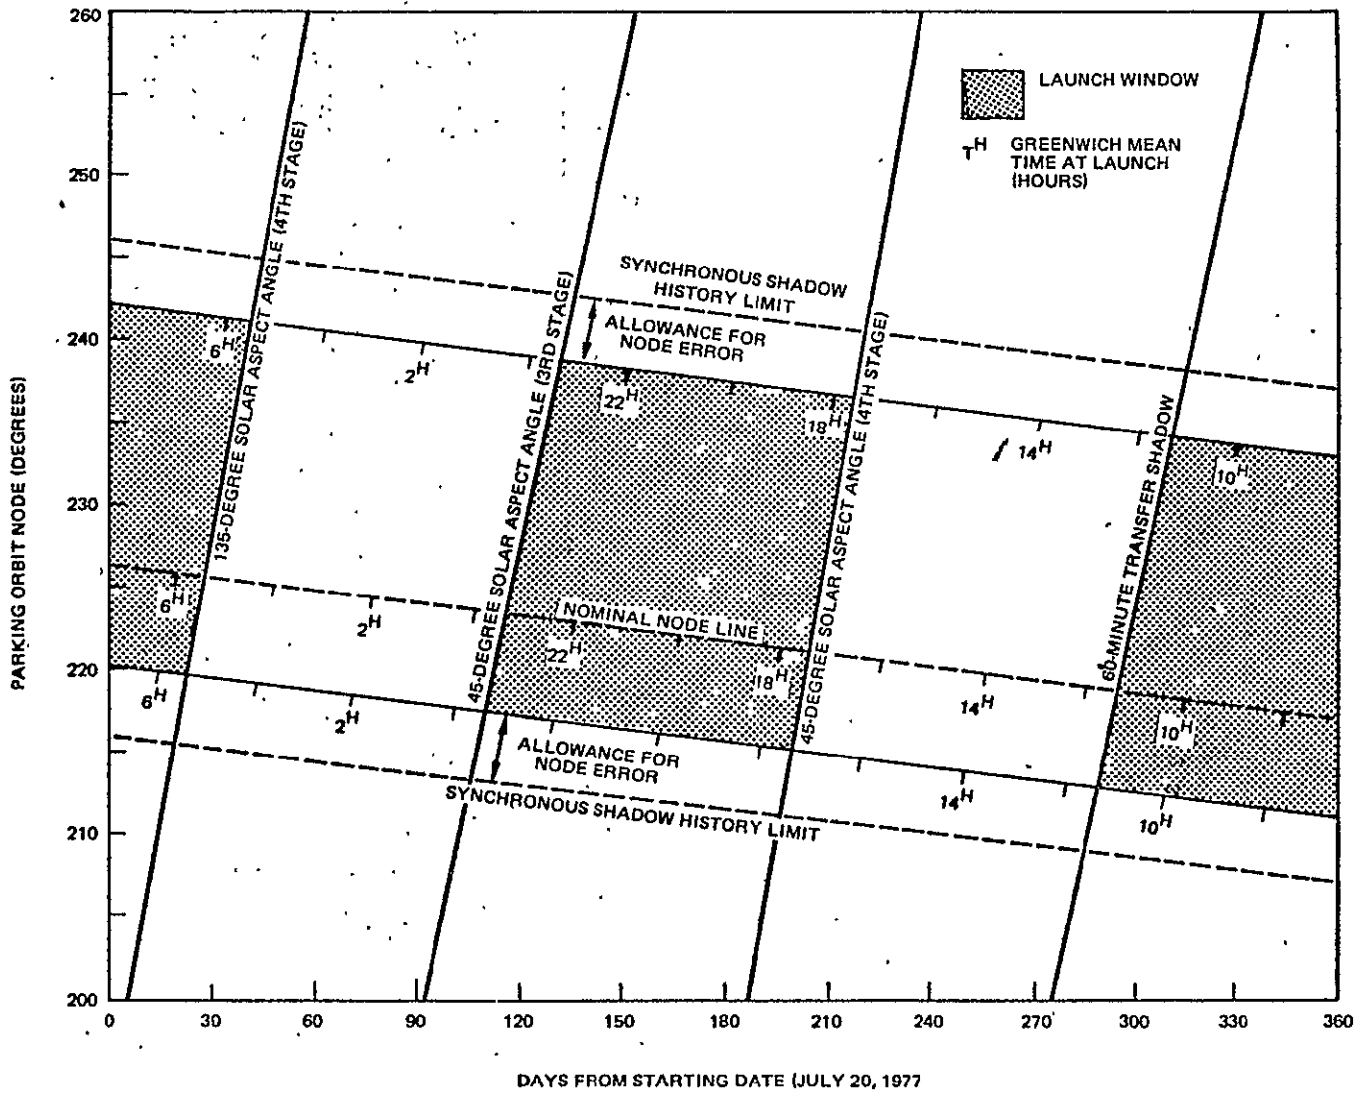 260
250
240
230
220
210
200
PARKING ORBIT NODE (DEGREES)
LAUNCH WINDOW
T^H GREENWICH MEAN
TIME AT LAUNCH
(HOURS)
135-DEGREE SOLAR ASPECT ANGLE (4TH STAGE)
45-DEGREE SOLAR ASPECT ANGLE (3RD STAGE)
45-DEGREE SOLAR ASPECT ANGLE (4TH STAGE)
60-MINUTE TRANSFER SHADOW
SYNCHRONOUS SHADOW
HISTORY LIMIT
ALLOWANCE FOR
NODE ERROR
6^H
2^H
22^H
18^H
14^H
10^H
NOMINAL NODE LINE
6^H
2^H
22^H
18^H
14^H
10^H
6^H
2^H
14^H
10^H
ALLOWANCE FOR
NODE ERROR
SYNCHRONOUS SHADOW HISTORY LIMIT
0
30
60
90
120
150
180
210
240
270
300
330
360
DAYS FROM STARTING DATE (JULY 20, 1977